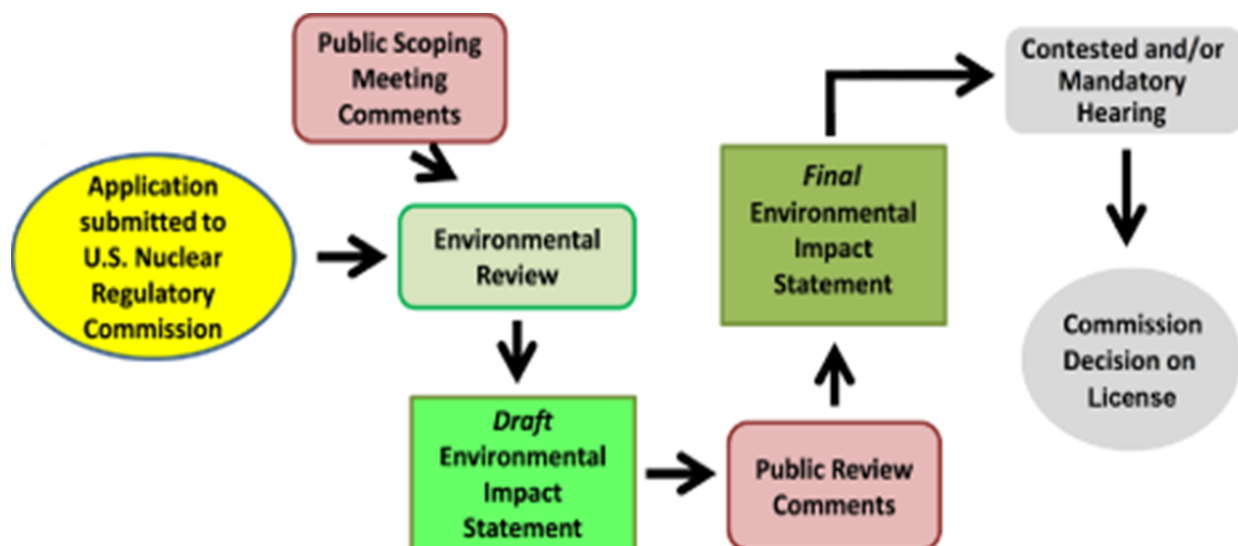 Public Scoping
Meeting
Comments
Application
submitted to
U.S. Nuclear
Regulatory
Commission
Environmental
Review
Draft
Environmental
Impact
Statement
Public Review
Comments
Final
Environmental
Impact
Statement
Contested and/or
Mandatory
Hearing
Commission
Decision on
License